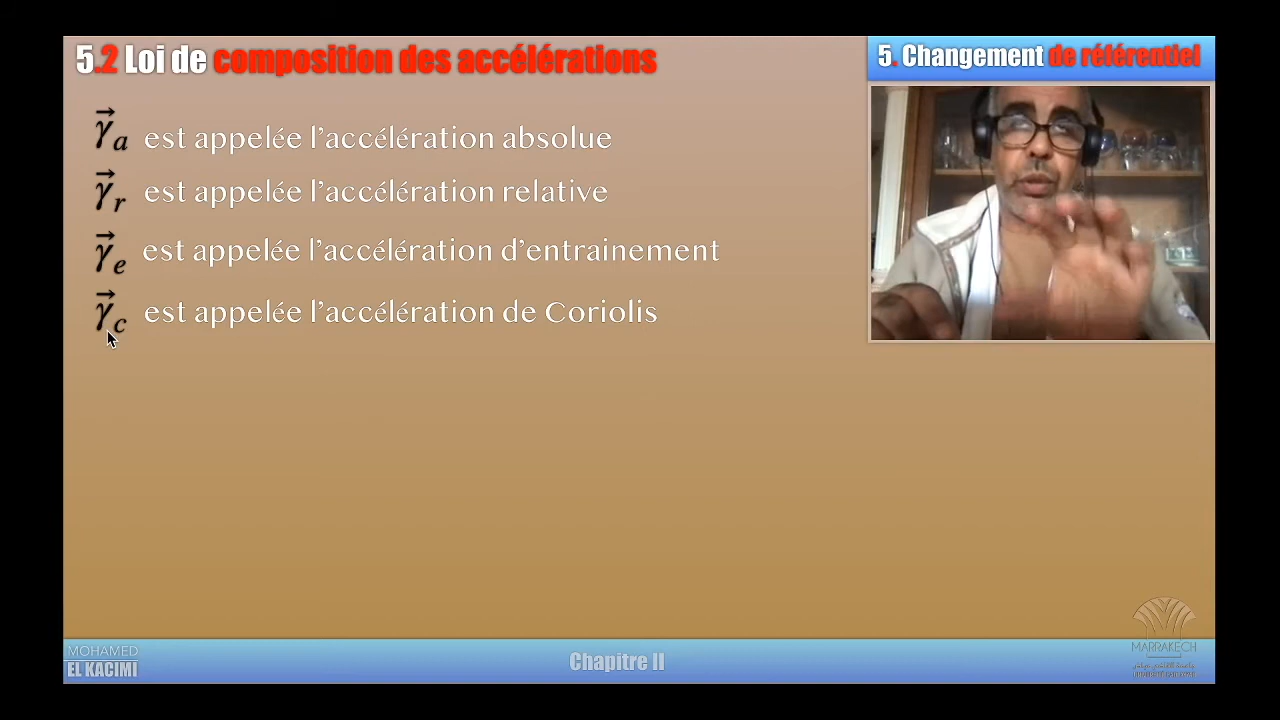 5.2 Loi de composition des accélérations
5. Changement de référentiel
γ⃗a est appelée l’accélération absolue
γ⃗r est appelée l’accélération relative
γ⃗e est appelée l’accélération d’entrainement
γ⃗c est appelée l’accélération de Coriolis
MOHAMED
EL KACIMI
Chapitre II
MARRAKECH